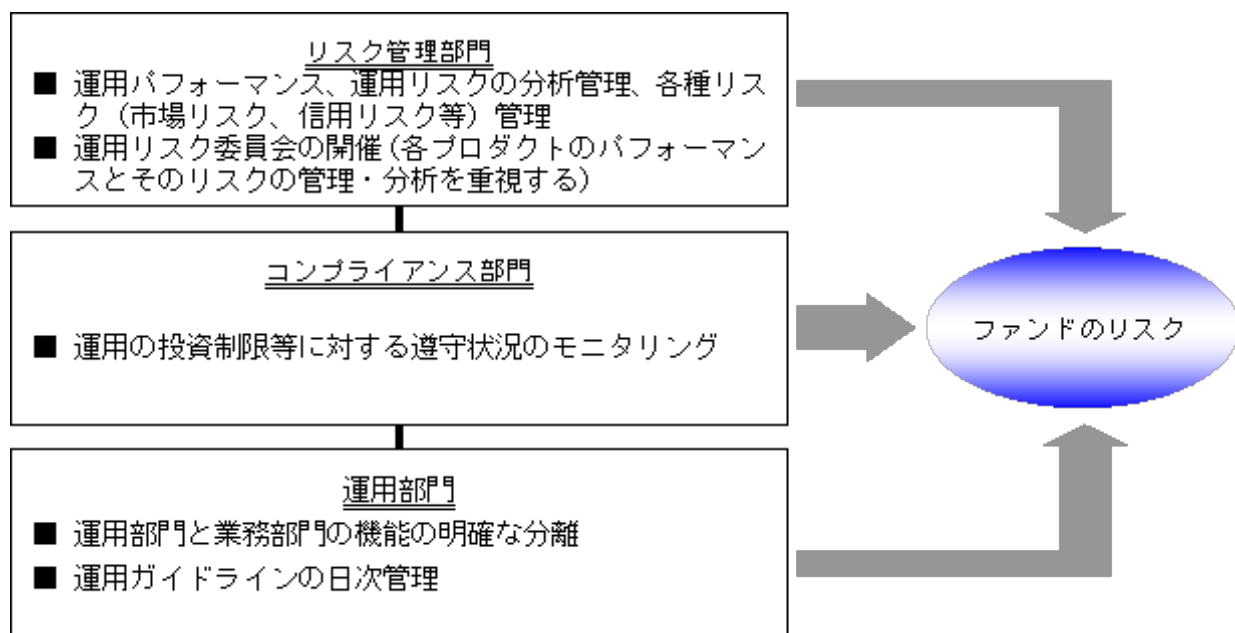 リスク管理部門
■ 運用パフォーマンス、運用リスクの分析管理、各種リス
ク（市場リスク、信用リスク等）管理
■ 運用リスク委員会の開催（各プロダクトのパフォーマン
スとそのリスクの管理・分析を重視する）
コンプライアンス部門
■ 運用の投資制限等に対する遵守状況のモニタリング
ファンドのリスク
運用部門
■ 運用部門と業務部門の機能の明確な分離
■ 運用ガイドラインの日次管理